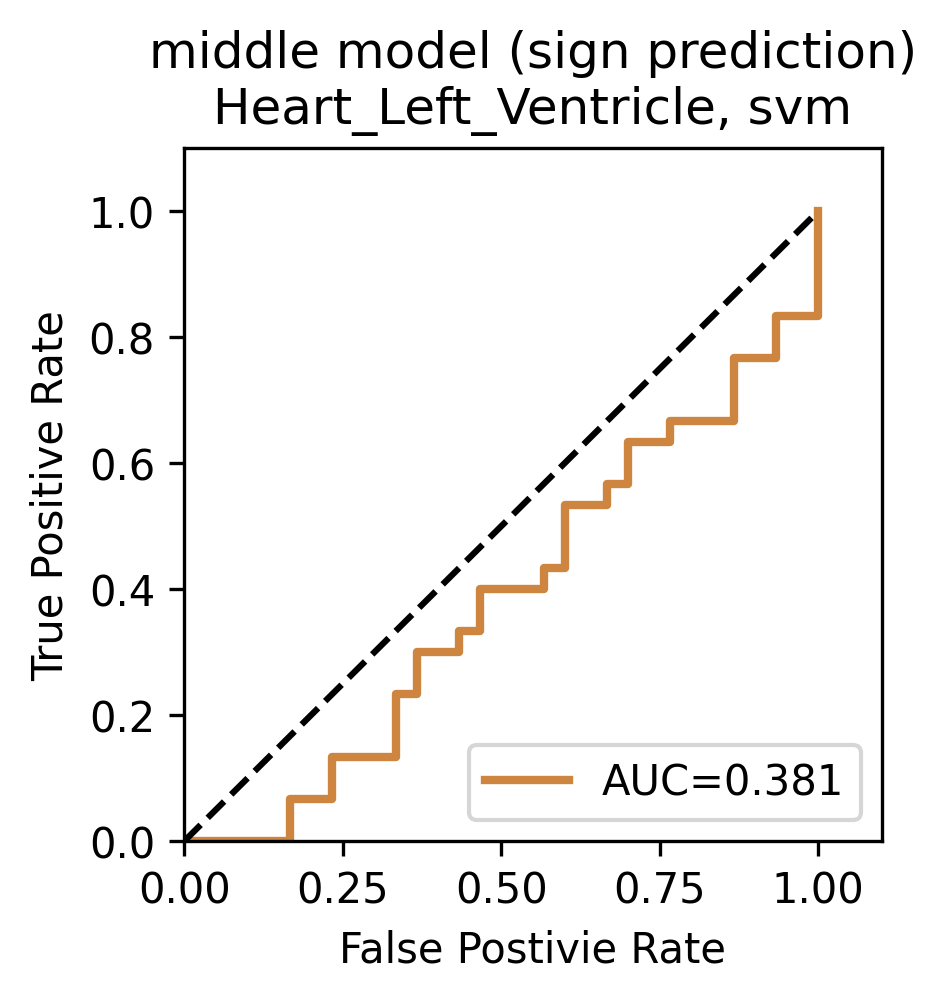 middle model (sign prediction)
Heart_Left_Ventricle, svm
True Positive Rate
1.0
0.8
0.6
0.4
0.2
0.0
AUC=0.381
0.00 0.25 0.50 0.75 1.00
False Postivie Rate